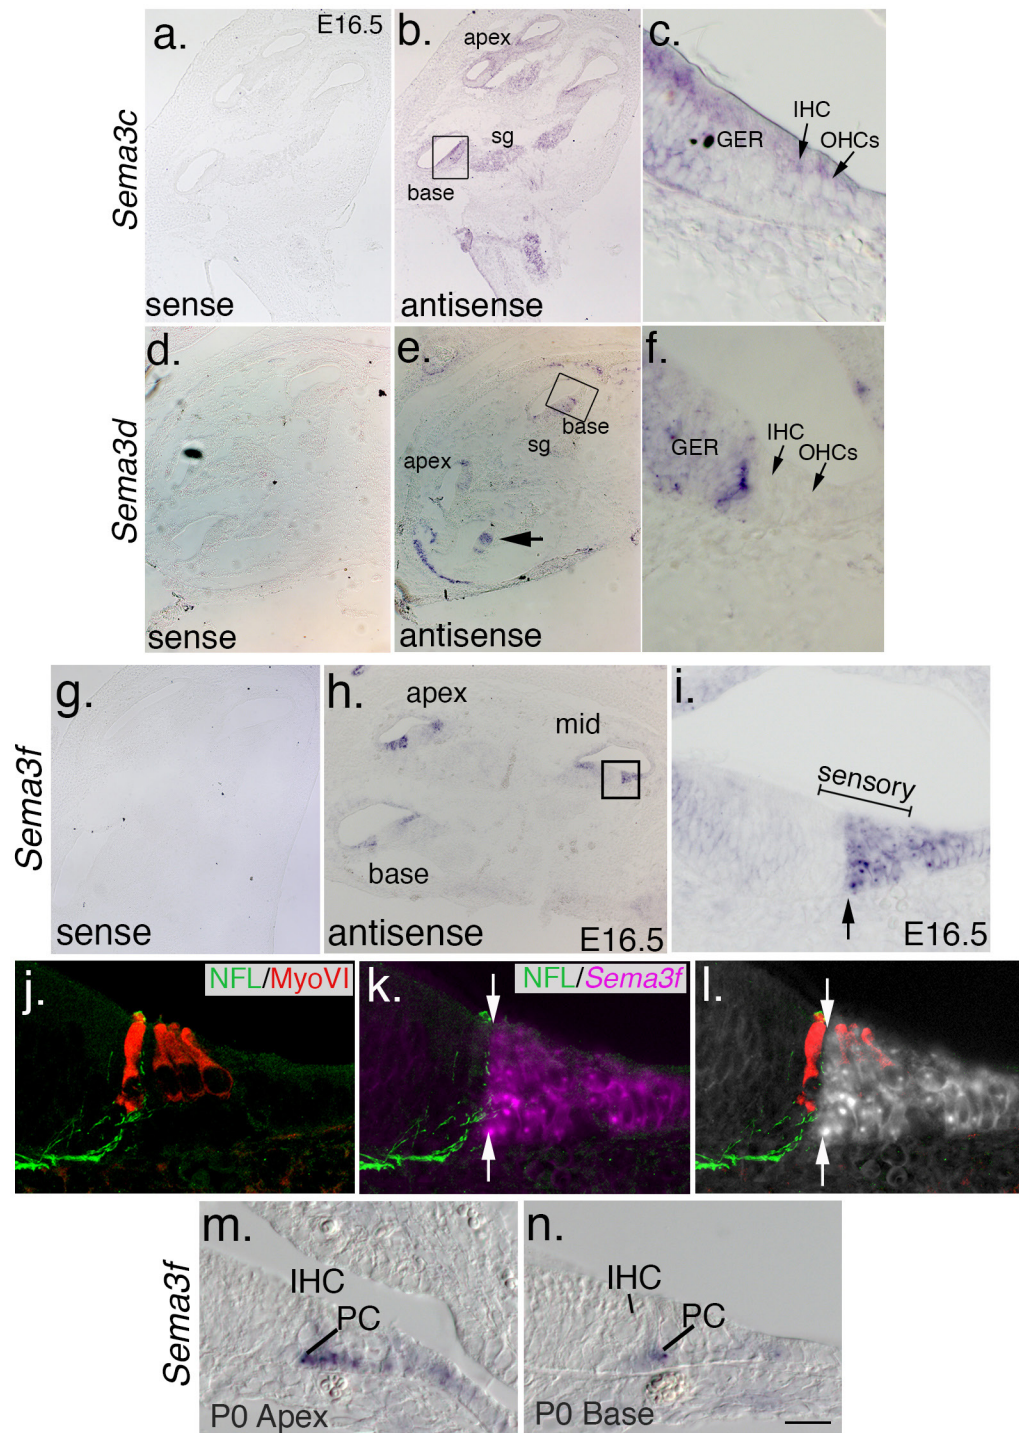 Sema3c
a.
E16.5
sense
b.
apex
sg
base
antisense
c.
IHC
OHCs
GER
Sema3d
d.
sense
e.
base
sg
apex
antisense
f.
IHC
GER
OHCs
Sema3f
g.
sense
h.
apex
mid
base
antisense
E16.5
i.
sensory
E16.5
j.
NFL/MyoVI
k.
NFL/Sema3f
l.
Sema3f
m.
IHC
PC
P0 Apex
n.
IHC
PC
P0 Base